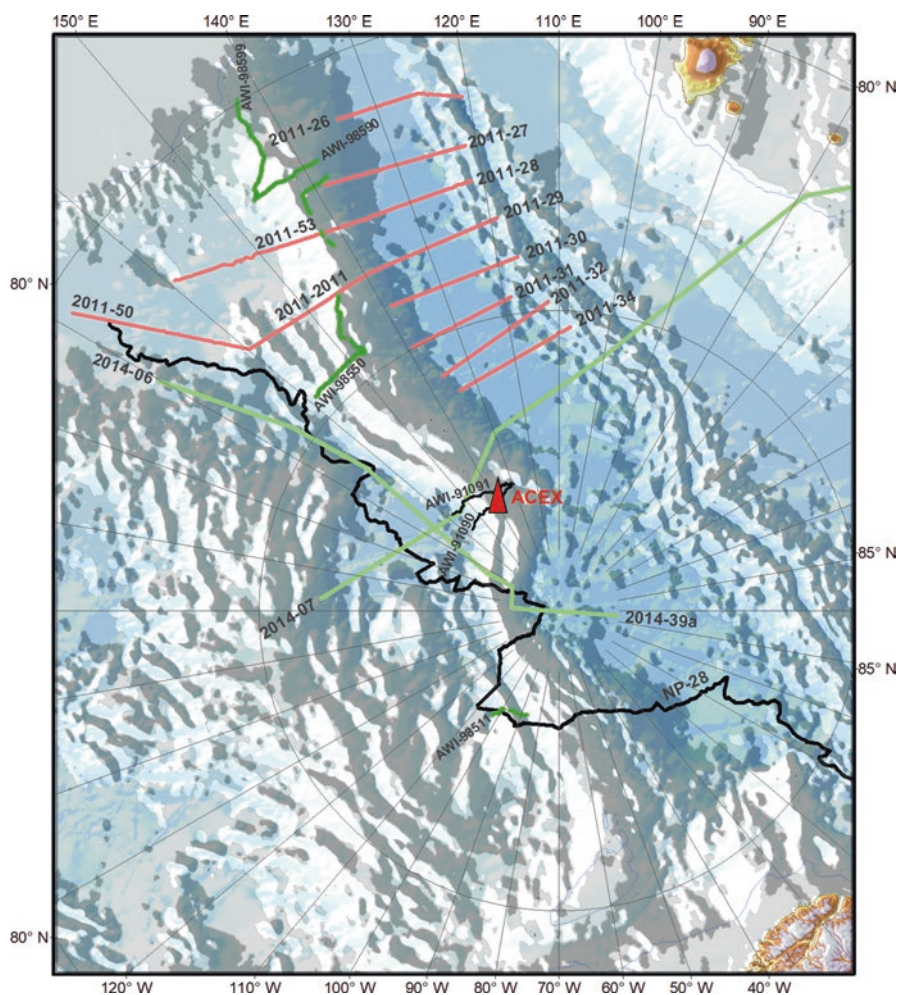 150° E
140° E
130° E
120° E
110° E
100° E
90° E
80° N
AWI-98599
2011-26
AWI-98590
2011-27
2011-28
2011-29
2011-53
2011-30
2011-31
2011-32
2011-34
80° N
2011-2011
2011-50
2014-06
AWI-98550
AWI-91091
ACEX
AWI-91090
85° N
2014-07
2014-39a
85° N
NP-28
AWI-98511
80° N
120° W
110° W
100° W
90° W
80° W
70° W
60° W
50° W
40° W